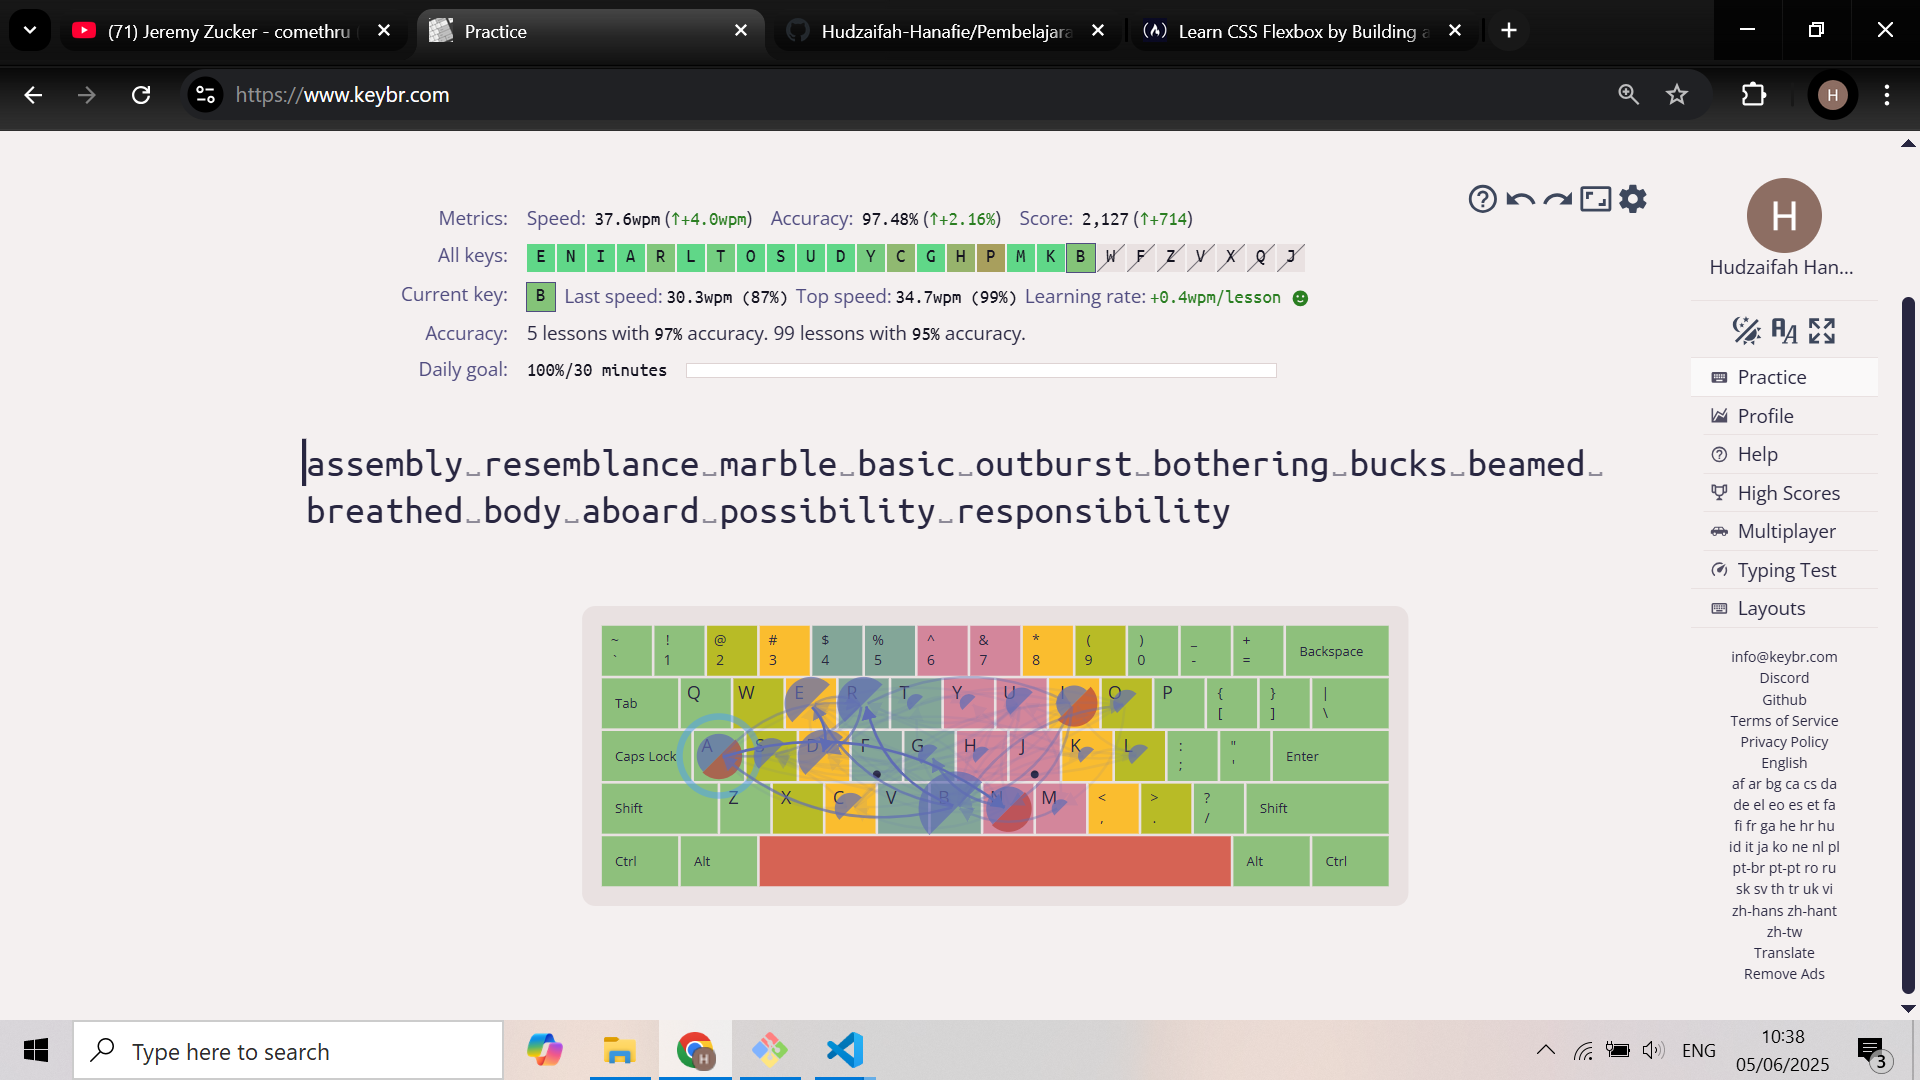 (71) Jeremy Zucker - comethru
Practice
Hudzaifah-Hanafie/Pembelajara
Learn CSS Flexbox by Building a
https://www.keybr.com
H
Metrics: Speed: 37.6wpm (↑+4.0wpm) Accuracy: 97.48% (↑+2.16%) Score: 2,127 (↑+714)
All keys: E N I A R L T O S U D Y C G H P M K B W F Z V X Q J
Current key: B Last speed: 30.3wpm (87%) Top speed: 34.7wpm (99%) Learning rate: +0.4wpm/lesson
Accuracy: 5 lessons with 97% accuracy. 99 lessons with 95% accuracy.
Daily goal: 100%/30 minutes
assembly␣resemblance␣marble␣basic␣outburst␣bothering␣bucks␣beamed␣
breathed␣body␣aboard␣possibility␣responsibility
~ ! @ # $ % ^ & * ( ) _ +
` 1 2 3 4 5 6 7 8 9 0 - = Backspace
Tab Q W E R T Y U I O P { } |
[ ] \
Caps Lock A S D F G H J K L : "
; ' Enter
Shift Z X C V B N M < > ?
, . / Shift
Ctrl Alt Alt Ctrl
H
Hudzaifah Han...
Practice
Profile
Help
High Scores
Multiplayer
Typing Test
Layouts
info@keybr.com
Discord
Github
Terms of Service
Privacy Policy
English
af ar bg ca cs da
de el eo es et fa
fi fr ga he hr hu
id it ja ko ne nl pl
pt-br pt-pt ro ru
sk sv th tr uk vi
zh-hans zh-hant
zh-tw
Translate
Remove Ads
Type here to search
H
ENG
10:38
05/06/2025
3